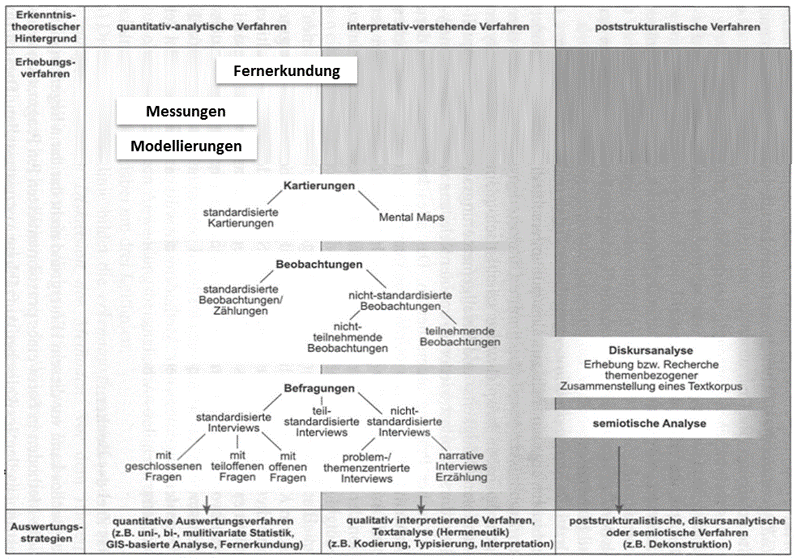 Erkenntnis-
theoretischer
Hintergrund
quantitativ-analytische Verfahren
interpretativ-verstehende Verfahren
poststrukturalistische Verfahren
Erhebungs-
verfahren
Fernerkundung
Messungen
Modellierungen
Kartierungen
standardisierte
Kartierungen
Mental Maps
Beobachtungen
standardisierte
Beobachtungen/
Zählungen
nicht-standardisierte
Beobachtungen
nicht-
teilnehmende
Beobachtungen
teilnehmende
Beobachtungen
Diskursanalyse
Erhebung bzw. Recherche
themenbezogener
Zusammenstellung eines Textkorpus
Befragungen
standardisierte
Interviews
teil-
standardisierte
Interviews
nicht-
standardisierte
Interviews
semiotische Analyse
mit
geschlossenen
Fragen
mit
teiloffenen
Fragen
mit
offenen
Fragen
problem-/
themenzentrierte
Interviews
narrative
Interviews
Erzählung
Auswertungs-
strategien
quantitative Auswertungsverfahren
(z.B. uni-, bi-, mulitivariate Statistik,
GIS-basierte Analyse, Fernerkundung)
qualitativ interpretierende Verfahren,
Textanalyse (Hermeneutik)
(z.B. Kodierung, Typisierung, Interpretation)
poststrukturalistische, diskursanalytische
oder semiotische Verfahren
(z.B. Dekonstruktion)